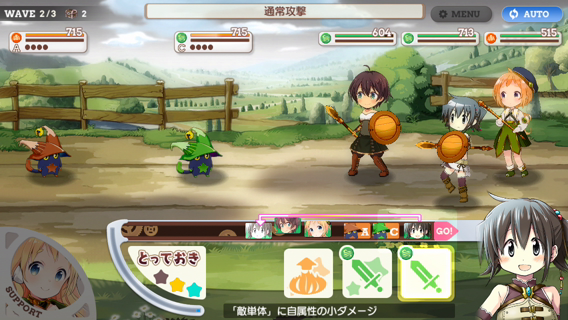 WAVE 2/3 2
通常攻撃
MENU
AUTO
715
A
715
C
604
713
515
A C GO!
とっておき
SUPPORT
「敵単体」に自属性の小ダメージ